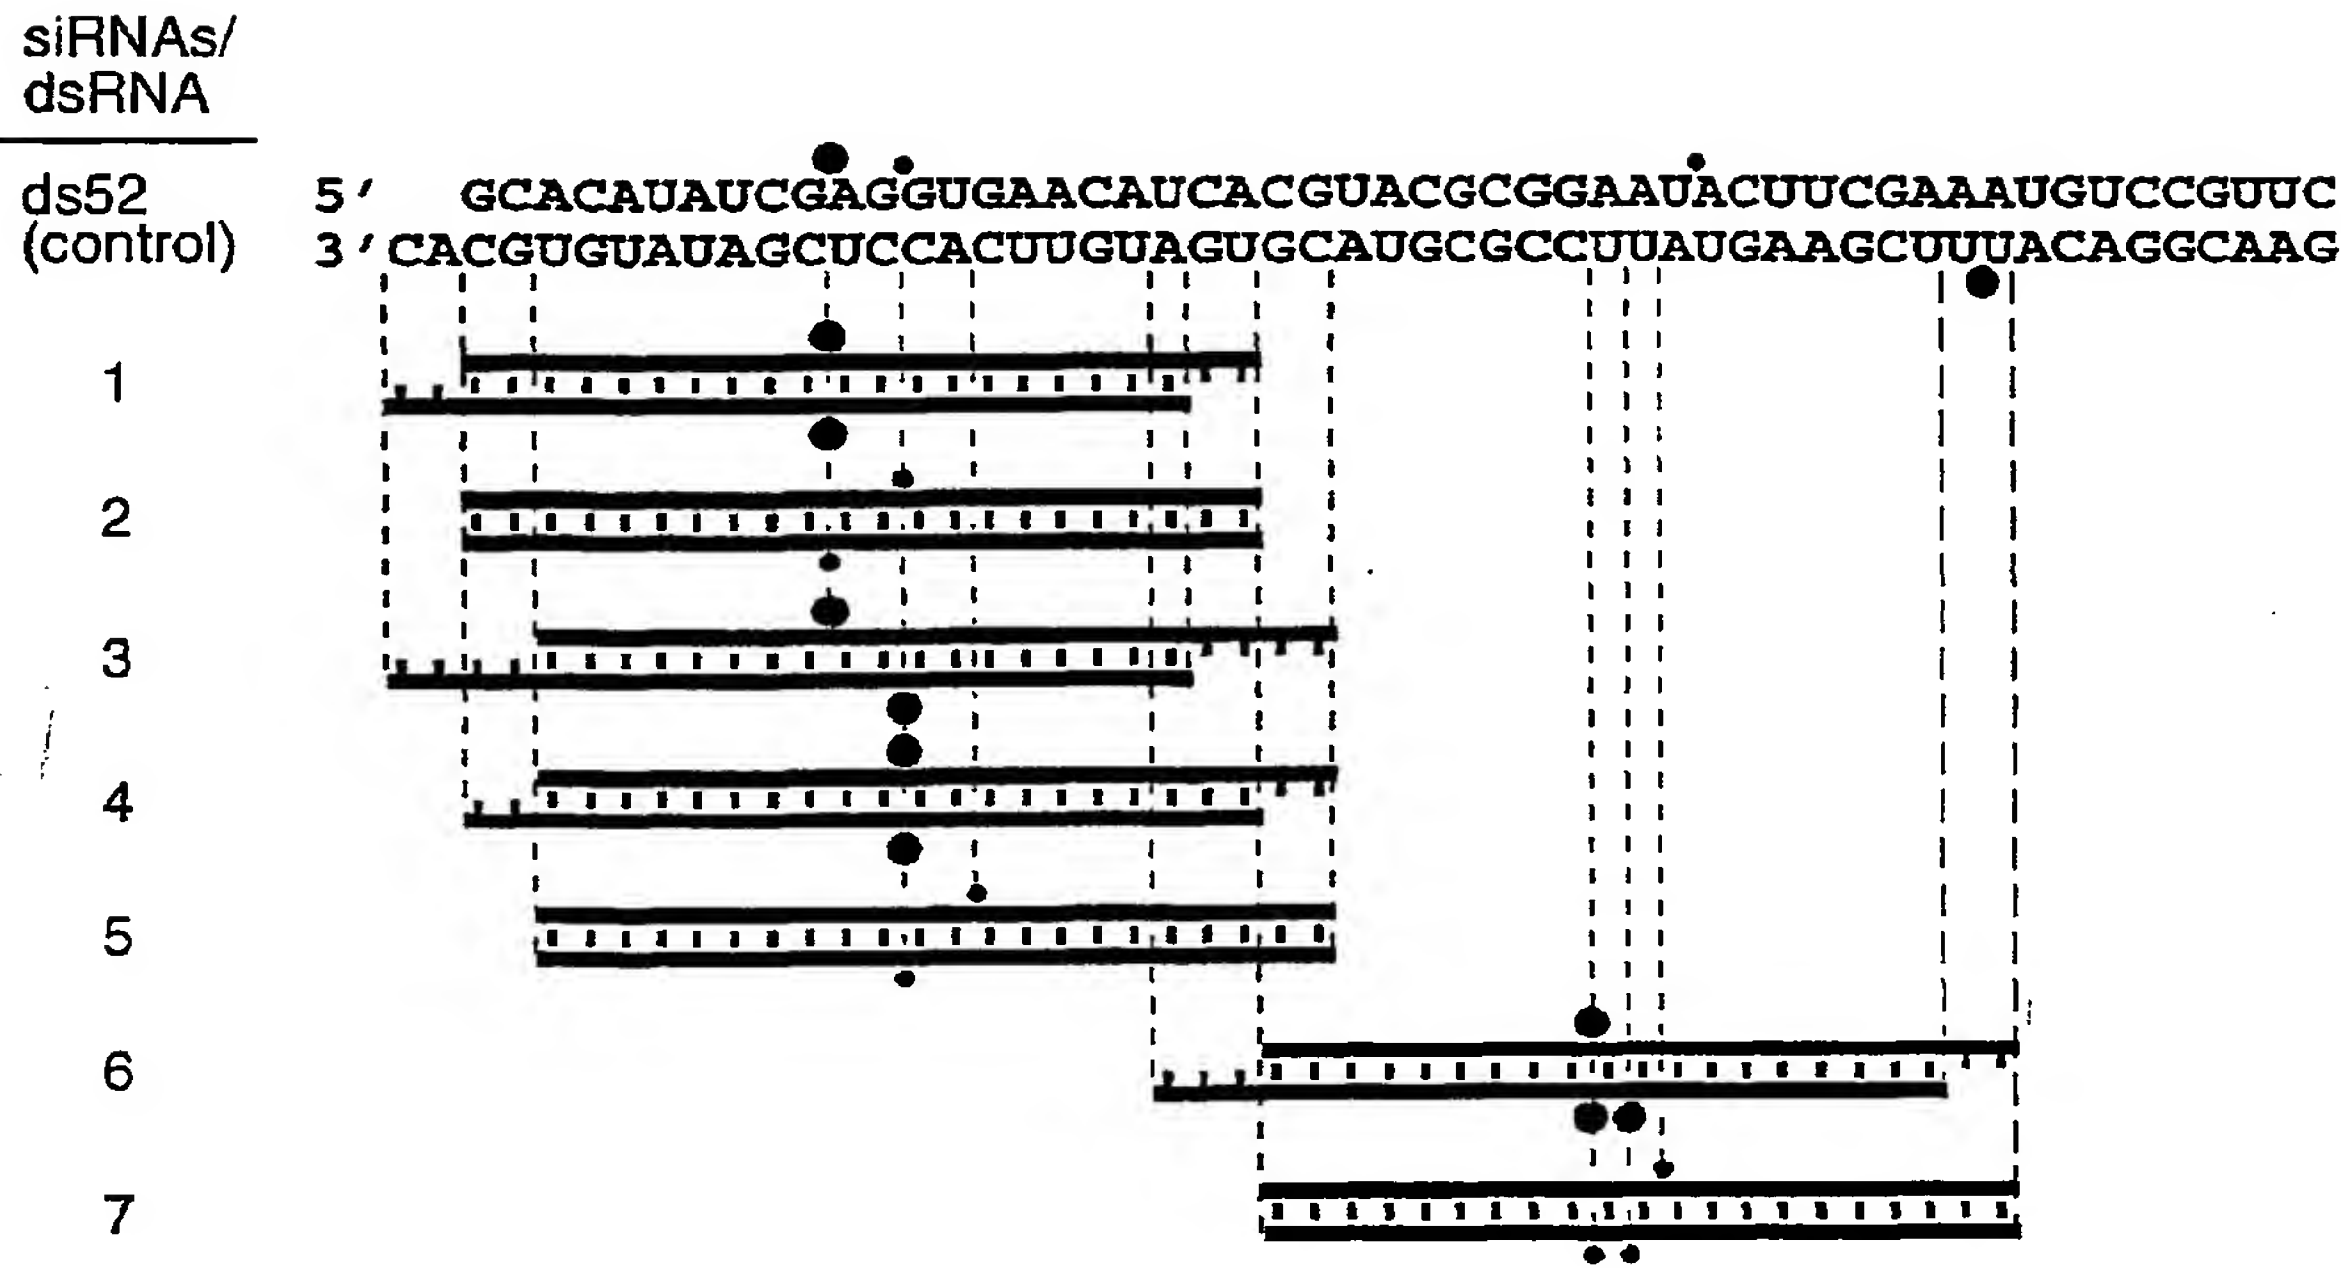 siRNAs/
dsRNA
ds52 5′ GCACAUAUCGAGGUGAACAUCACGUACGCGGAAUACUUCGAAAUGUCCGUUC
(control) 3′CACGUGUAUAGCUCCACUUGUAGUGCAUGCGCCUUAUGAAGCUUUACAGGCAAG
1
2
3
4
5
6
7